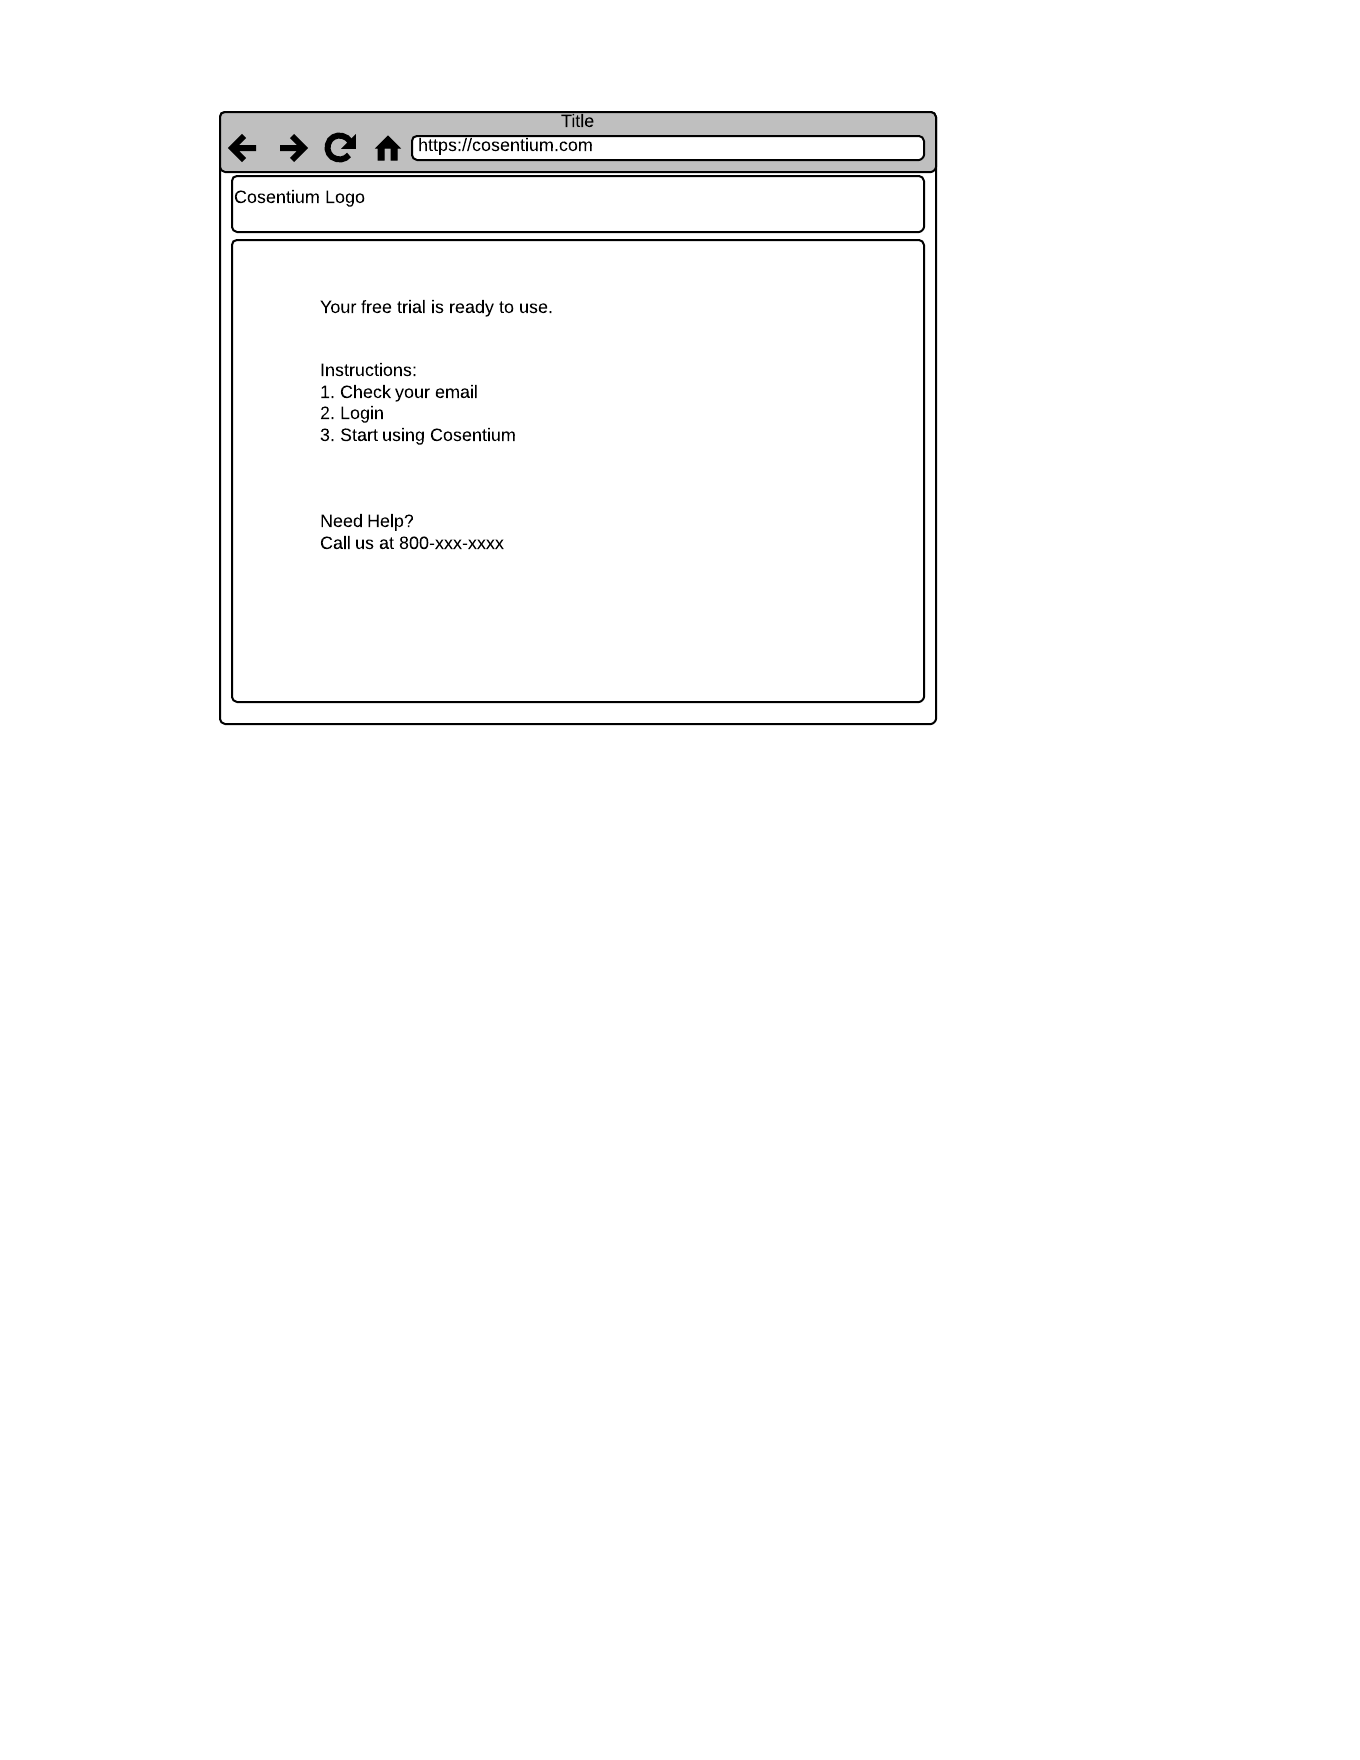 Title
https://cosentium.com
Cosentium Logo
Your free trial is ready to use.
Instructions:
1. Check your email
2. Login
3. Start using Cosentium
Need Help?
Call us at 800-xxx-xxxx